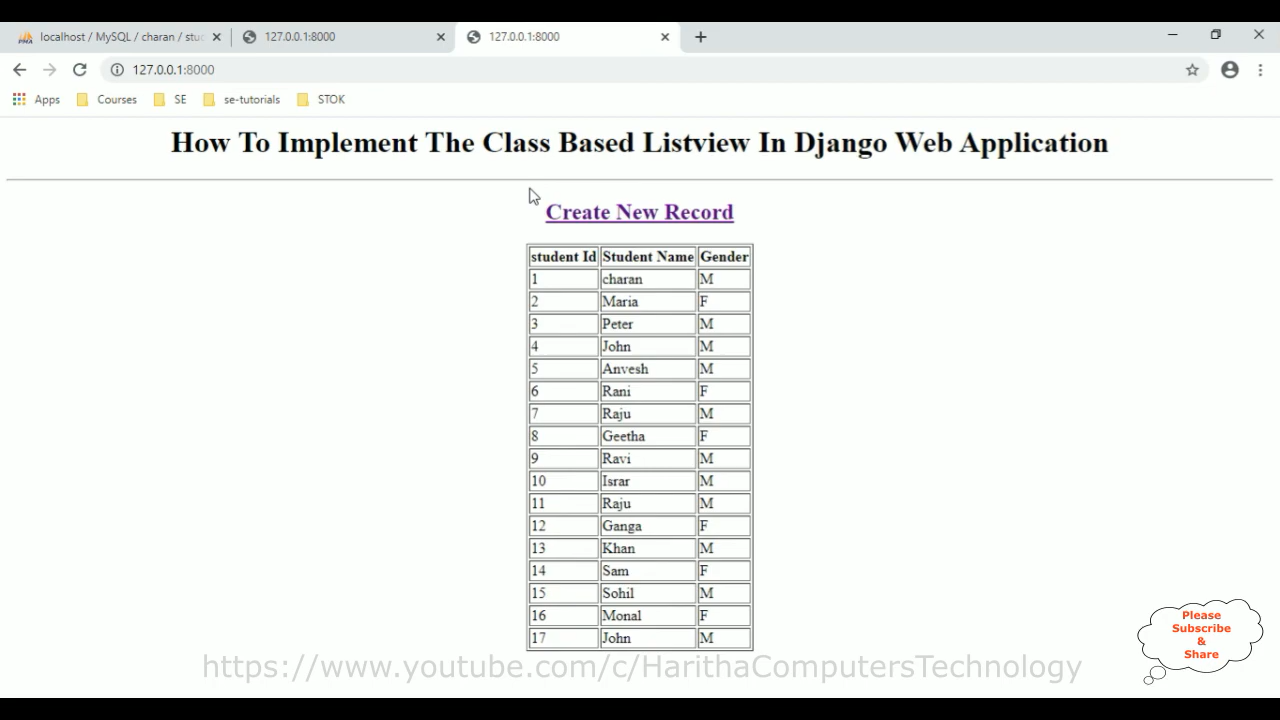 localhost / MySQL / charan / stu
127.0.0.1:8000
127.0.0.1:8000
127.0.0.1:8000
Apps Courses SE se-tutorials STOK
How To Implement The Class Based Listview In Django Web Application
Create New Record
student Id Student Name Gender
1 charan M
2 Maria F
3 Peter M
4 John M
5 Anvesh M
6 Rani F
7 Raju M
8 Geetha F
9 Ravi M
10 Israr M
11 Raju M
12 Ganga F
13 Khan M
14 Sam F
15 Sohil M
16 Monal F
17 John M
Please
Subscribe
&
Share
https://www.youtube.com/c/HarithaComputersTechnology